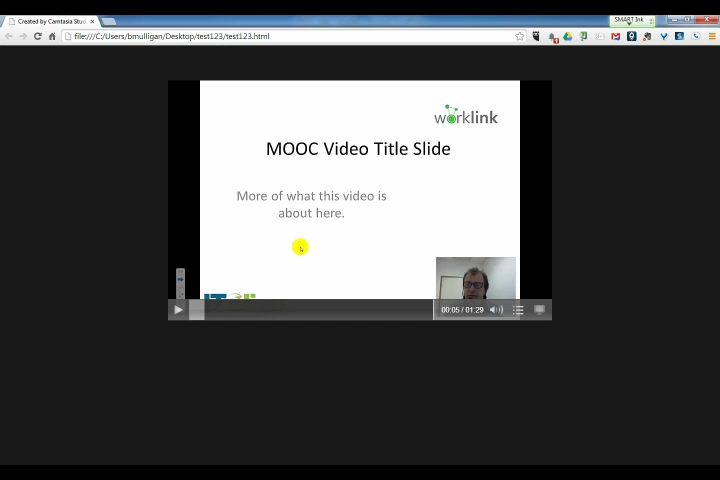 Created by Camtasia Stud
SMART Ink
file:///C:/Users/bmulligan/Desktop/test123/test123.html
worklink
MOOC Video Title Slide
More of what this video is
about here.
00:05 / 01:29